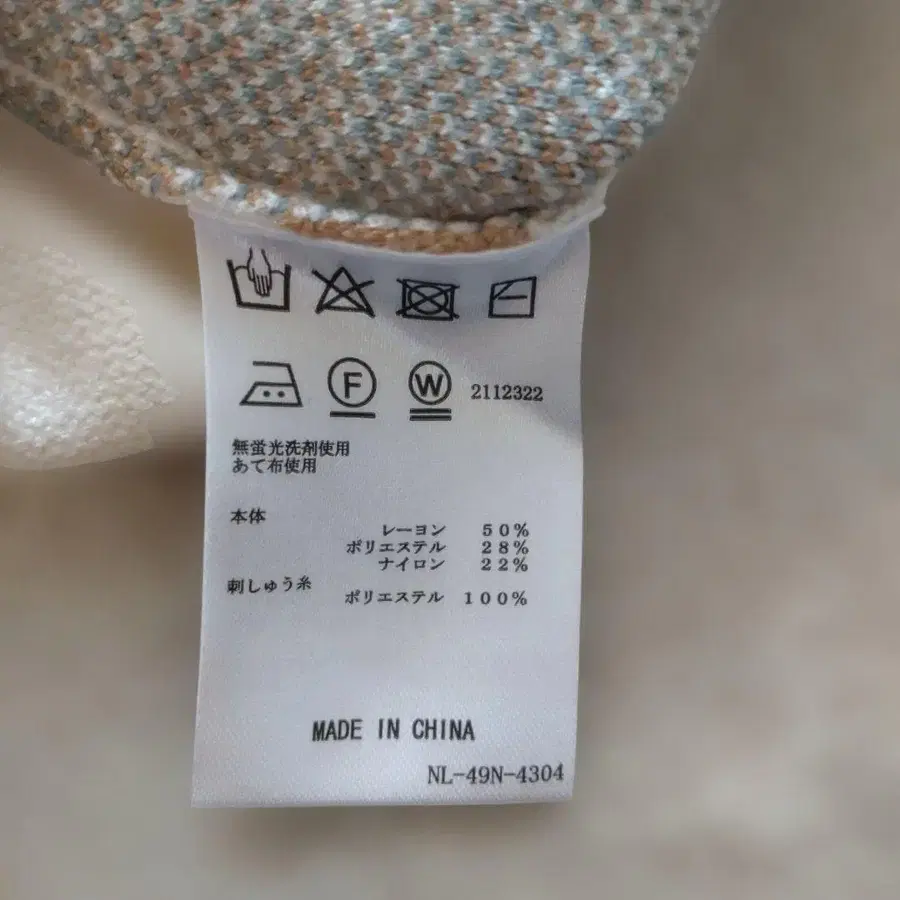 F W 2112322
無蛍光洗剤使用
あて布使用
本体
レーヨン 50%
ポリエステル 28%
ナイロン 22%
刺しゅう糸
ポリエステル 100%
MADE IN CHINA
NL-49N-4304